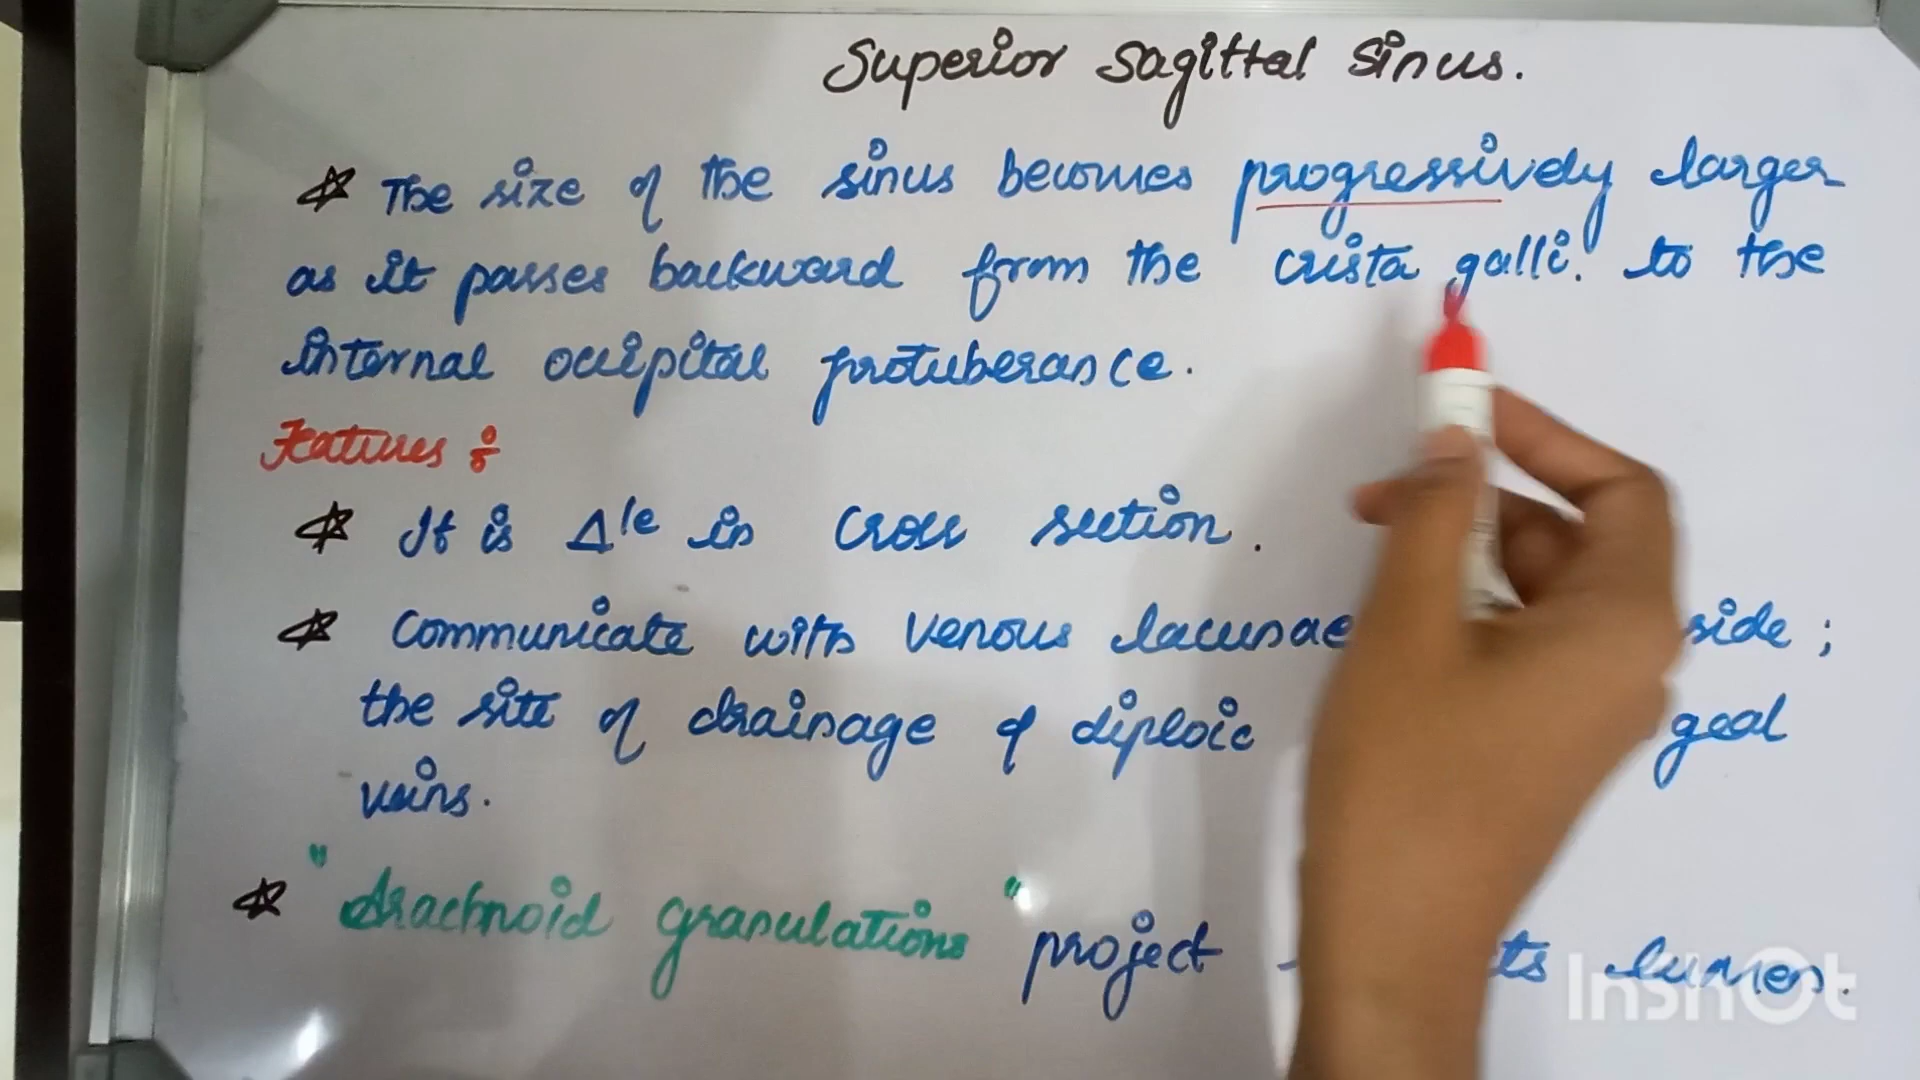 Superior Sagittal Sinus.
The size of the sinus becomes progressively larger
as it passes backward from the crista galli. to the
internal occipital protuberance.
Features :
It is Δle in Cross section.
Communicate with venous lacunae side ;
the site of drainage of diploic geal
veins.
"Arachnoid granulations" project its lumen.
InShOt